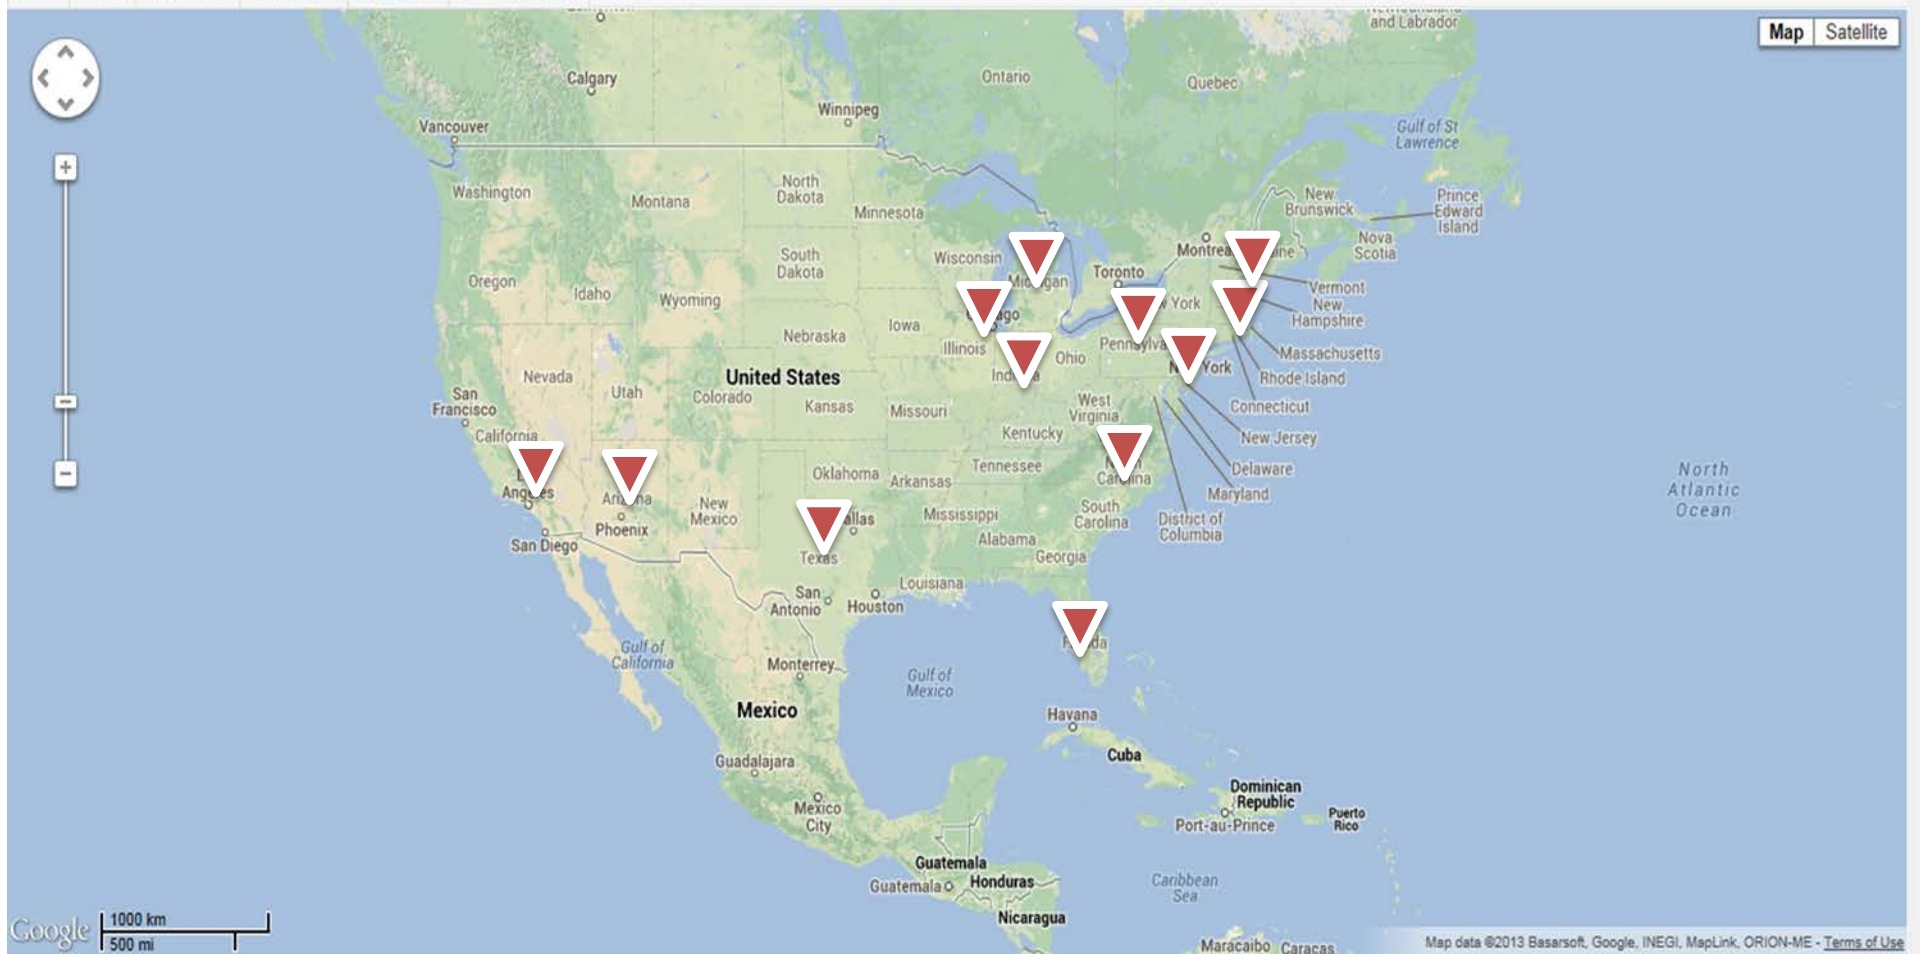 and Labrador
Map Satellite
Calgary
Ontario
Quebec
Winnipeg
Vancouver
Gulf of St
Lawrence
Washington
Montana
North
Dakota
Minnesota
New
Brunswick
Prince
Edward
Island
Nova
Scotia
Montrea
ine
Wisconsin
South
Dakota
Toronto
Oregon
Idaho
Wyoming
Vermont
New
Hampshire
York
Iowa
Nebraska
Illinois
Ohio
Pennsylva
York
Massachusetts
Rhode Island
United States
Nevada
Utah
Colorado
Kansas
Missouri
West
Virginia
Connecticut
San
Francisco
California
Kentucky
New Jersey
Tennessee
Delaware
Oklahoma
Arkansas
Maryland
North
Atlantic
Ocean
Angeles
Carolina
New
Mexico
allas
Mississippi
South
Carolina
District of
Columbia
Phoenix
San Diego
Alabama
Georgia
Texas
Louisiana
San
Antonio
Houston
Gulf of
California
Monterrey
Gulf of
Mexico
Mexico
Havana
Cuba
Guadalajara
Dominican
Republic
Port-au-Prince
Puerto
Rico
Mexico
City
Guatemala
Guatemala
Honduras
Caribbean
Sea
Nicaragua
Maracaibo
Caracas
Google
1000 km
500 mi
Map data ©2013 Basarsoft, Google, INEGI, MapLink, ORION-ME - Terms of Use